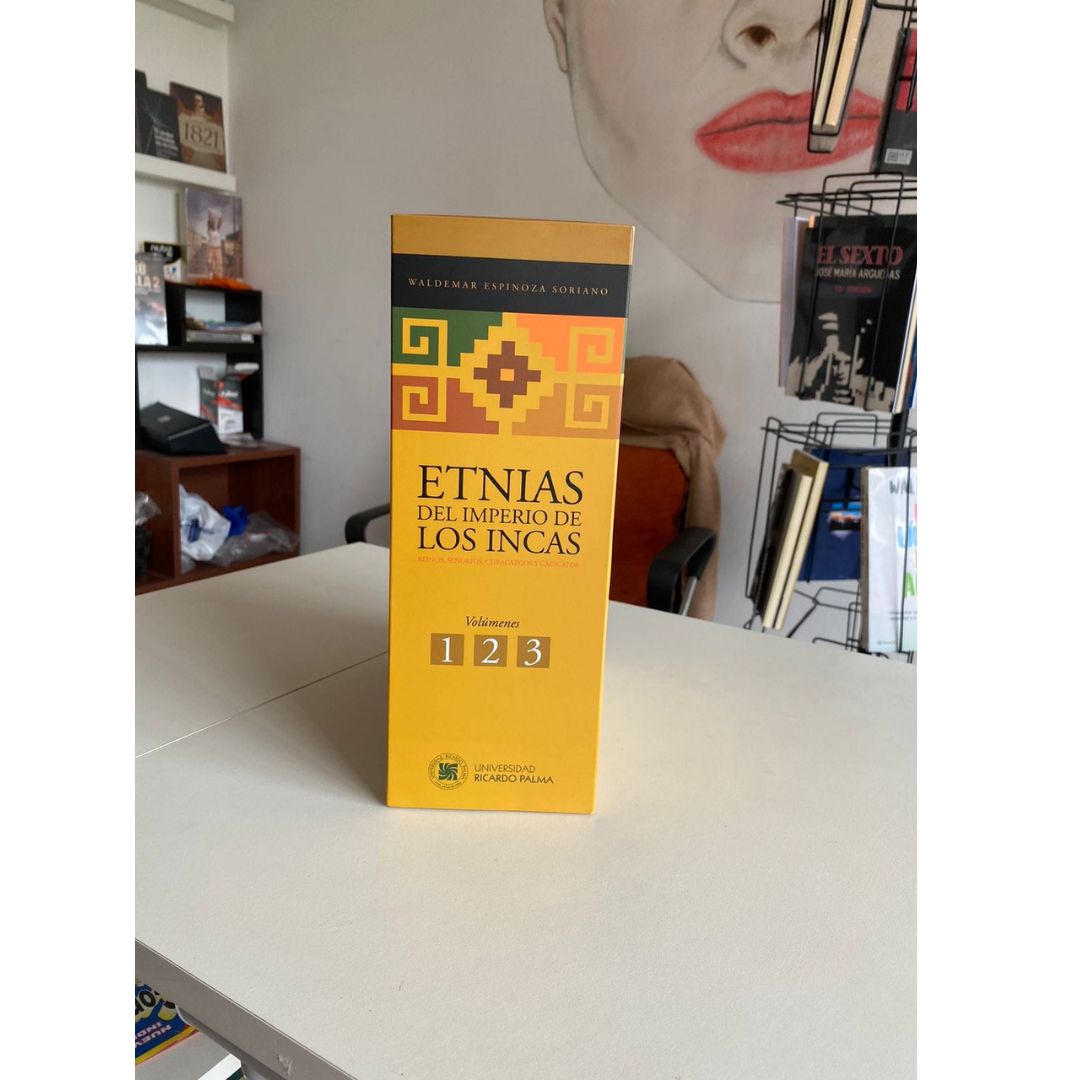 1821
WALDEMAR ESPINOZA SORIANO
ETNIAS
DEL IMPERIO DE
LOS INCAS
REINOS, SEÑORÍOS, CURACAZGOS Y CACICATOS
Volúmenes
1 2 3
UNIVERSIDAD
RICARDO PALMA
EL SEXTO
JOSÉ MARÍA ARGUEDAS